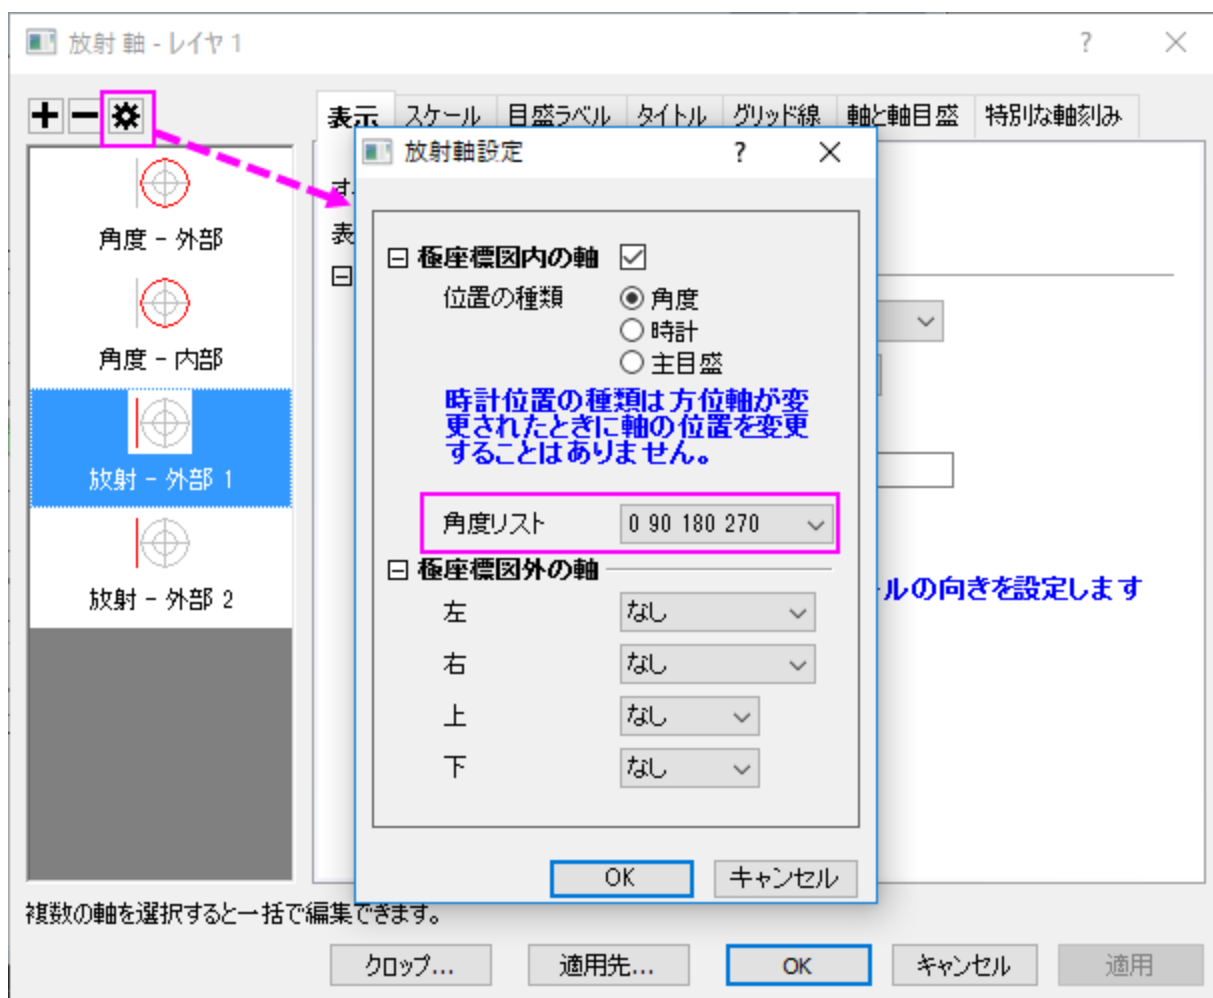 放射 軸 - レイヤ 1
表示 スケール 目盛ラベル タイトル グリッド線 軸と軸目盛 特別な軸刻み
角度 - 外部
角度 - 内部
放射 - 外部 1
放射 - 外部 2
す
表
放射軸設定
極座標図内の軸
位置の種類
角度
時計
主目盛
時計位置の種類は方位軸が変
更されたときに軸の位置を変更
することはありません。
角度リスト 0 90 180 270
極座標図外の軸
左 なし
右 なし
上 なし
下 なし
OK キャンセル
ルの向きを設定します
複数の軸を選択すると一括で編集できます。
クロップ... 適用先... OK キャンセル 適用